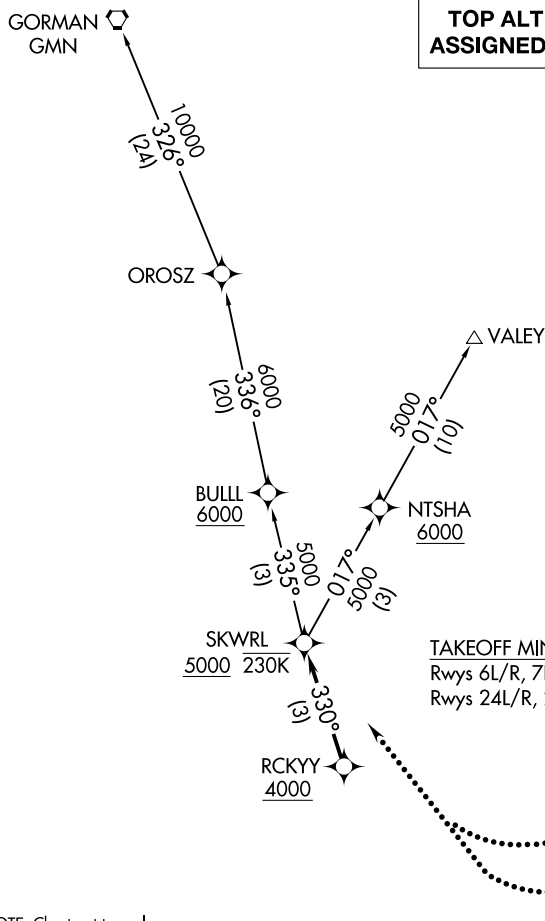 GORMAN
GMN
TOP ALT
ASSIGNED
10000
326°
(24)
OROSZ
VALEY
6000
336°
(20)
5000
017°
(10)
BULLL
6000
NTSHA
6000
5000
335°
(3)
017°
5000
(3)
SKWRL
5000 230K
TAKEOFF MIN
Rwys 6L/R, 7
Rwys 24L/R,
330°
(3)
RCKYY
4000